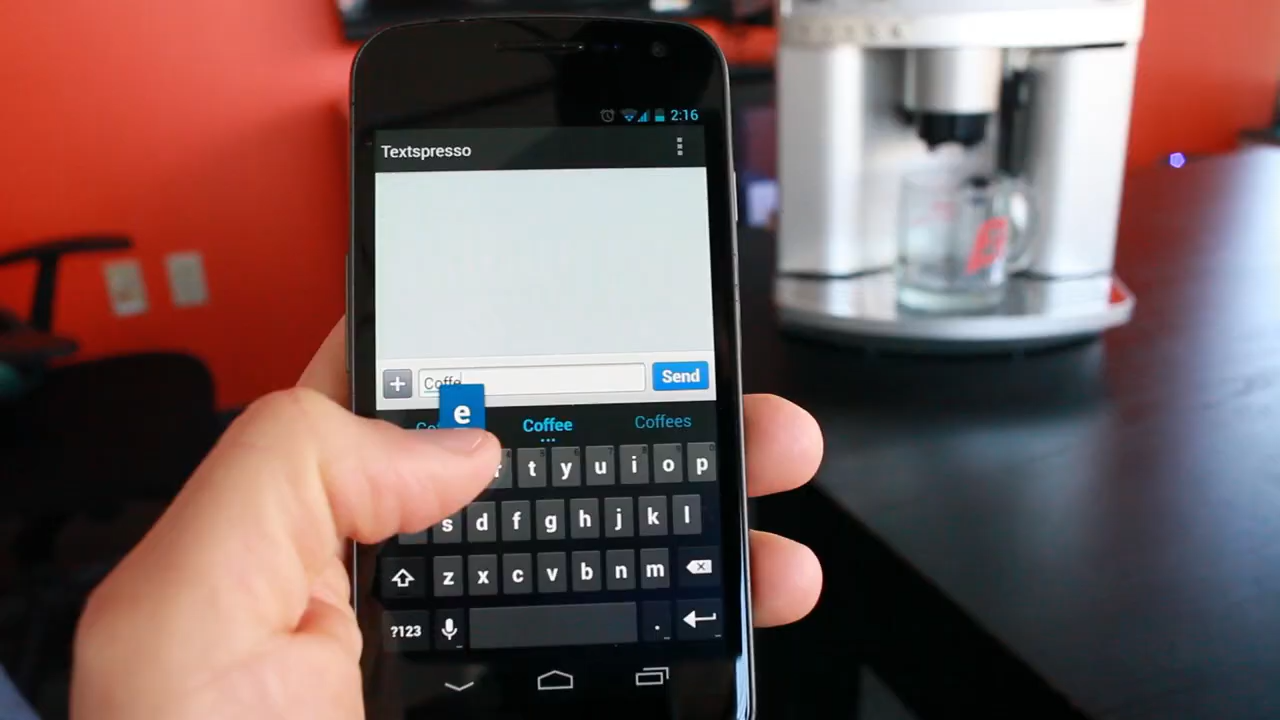 2:16
Textspresso
Coffe
Send
e
Coffee
Coffees
t y u i o p
s d f g h j k l
z x c v b n m
?123 .
B